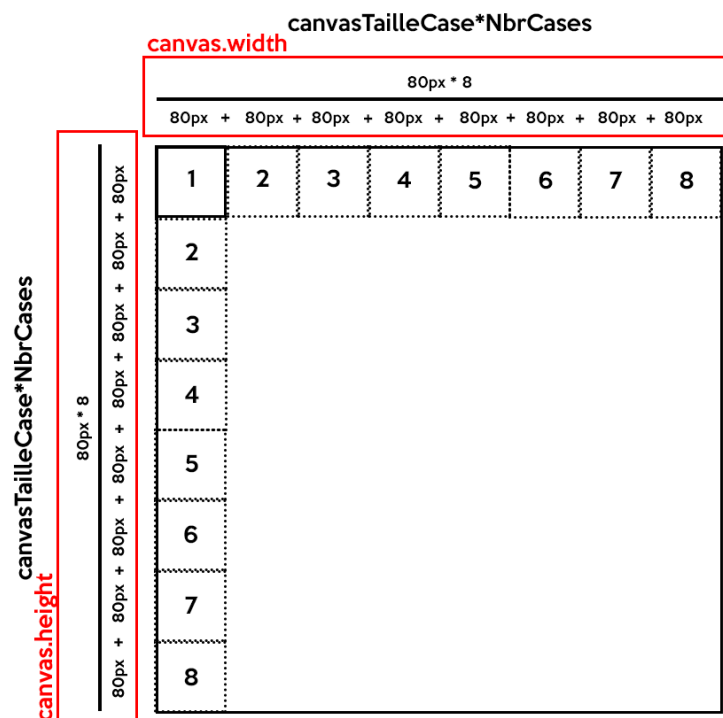 canvasTailleCase*NbrCases
canvas.width
80px * 8
80px + 80px + 80px + 80px + 80px + 80px + 80px + 80px
1 2 3 4 5 6 7 8
2
3
4
5
6
7
8
canvasTailleCase*NbrCases
canvas.height
80px * 8
80px + 80px + 80px + 80px + 80px + 80px + 80px + 80px